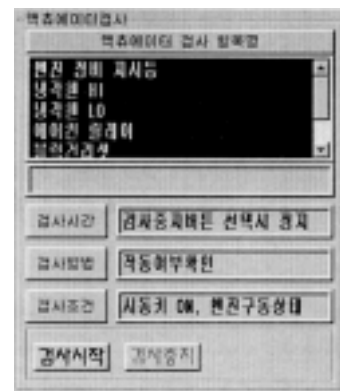 액츄에이터검사
액츄에이터 검사 항목명
엔진 정비 지시등
냉각팬 HI
냉각팬 LO
에어컨 릴레이
검사시간 검사중지버튼 선택시 정지
검사방법 작동여부확인
검사조건 시동키 ON, 엔진구동상태
검사시작 검사중지